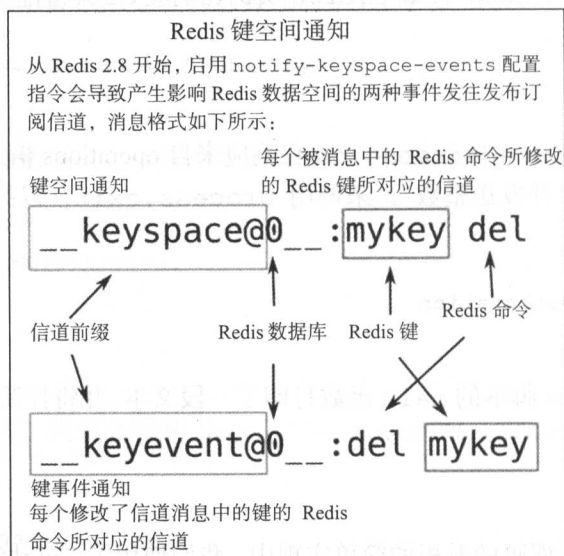 Redis 键空间通知
从 Redis 2.8 开始，启用 notify-keyspace-events 配置
指令会导致产生影响 Redis 数据空间的两种事件发往发布订
阅信道，消息格式如下所示：
每个被消息中的 Redis 命令所修改
键空间通知 的 Redis 键所对应的信道
__keyspace@0__:mykey del
Redis 命令
信道前缀 Redis 数据库 Redis 键
__keyevent@0__:del mykey
键事件通知
每个修改了信道消息中的键的 Redis
命令所对应的信道